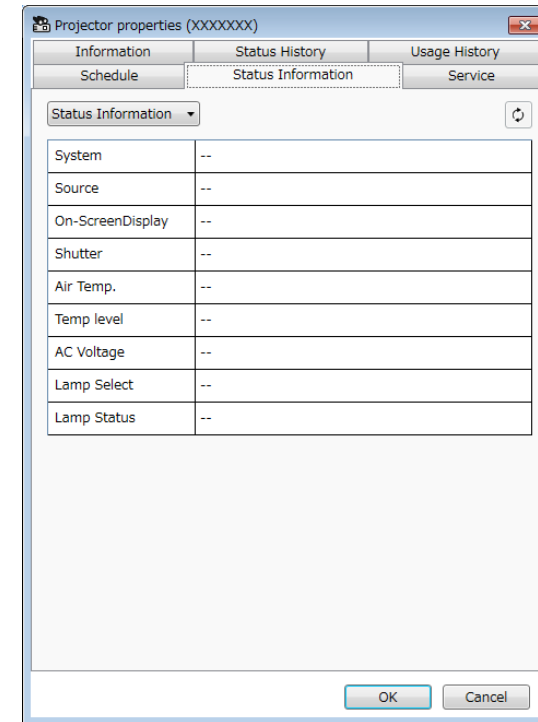 Projector properties (XXXXXXX)
Information Status History Usage History
Schedule Status Information Service
Status Information
System --
Source --
On-ScreenDisplay --
Shutter --
Air Temp. --
Temp level --
AC Voltage --
Lamp Select --
Lamp Status --
OK Cancel